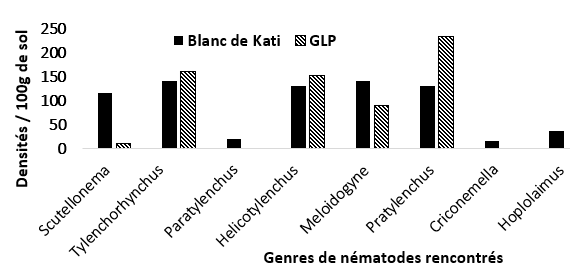 Densités / 100g de sol
250
200
150
100
50
0
Blanc de Kati
GLP
Scutellonema
Tylenchorhynchus
Paratylenchus
Helicotylenchus
Meloidogyne
Pratylenchus
Criconemella
Hoplolaimus
Genres de nématodes rencontrés